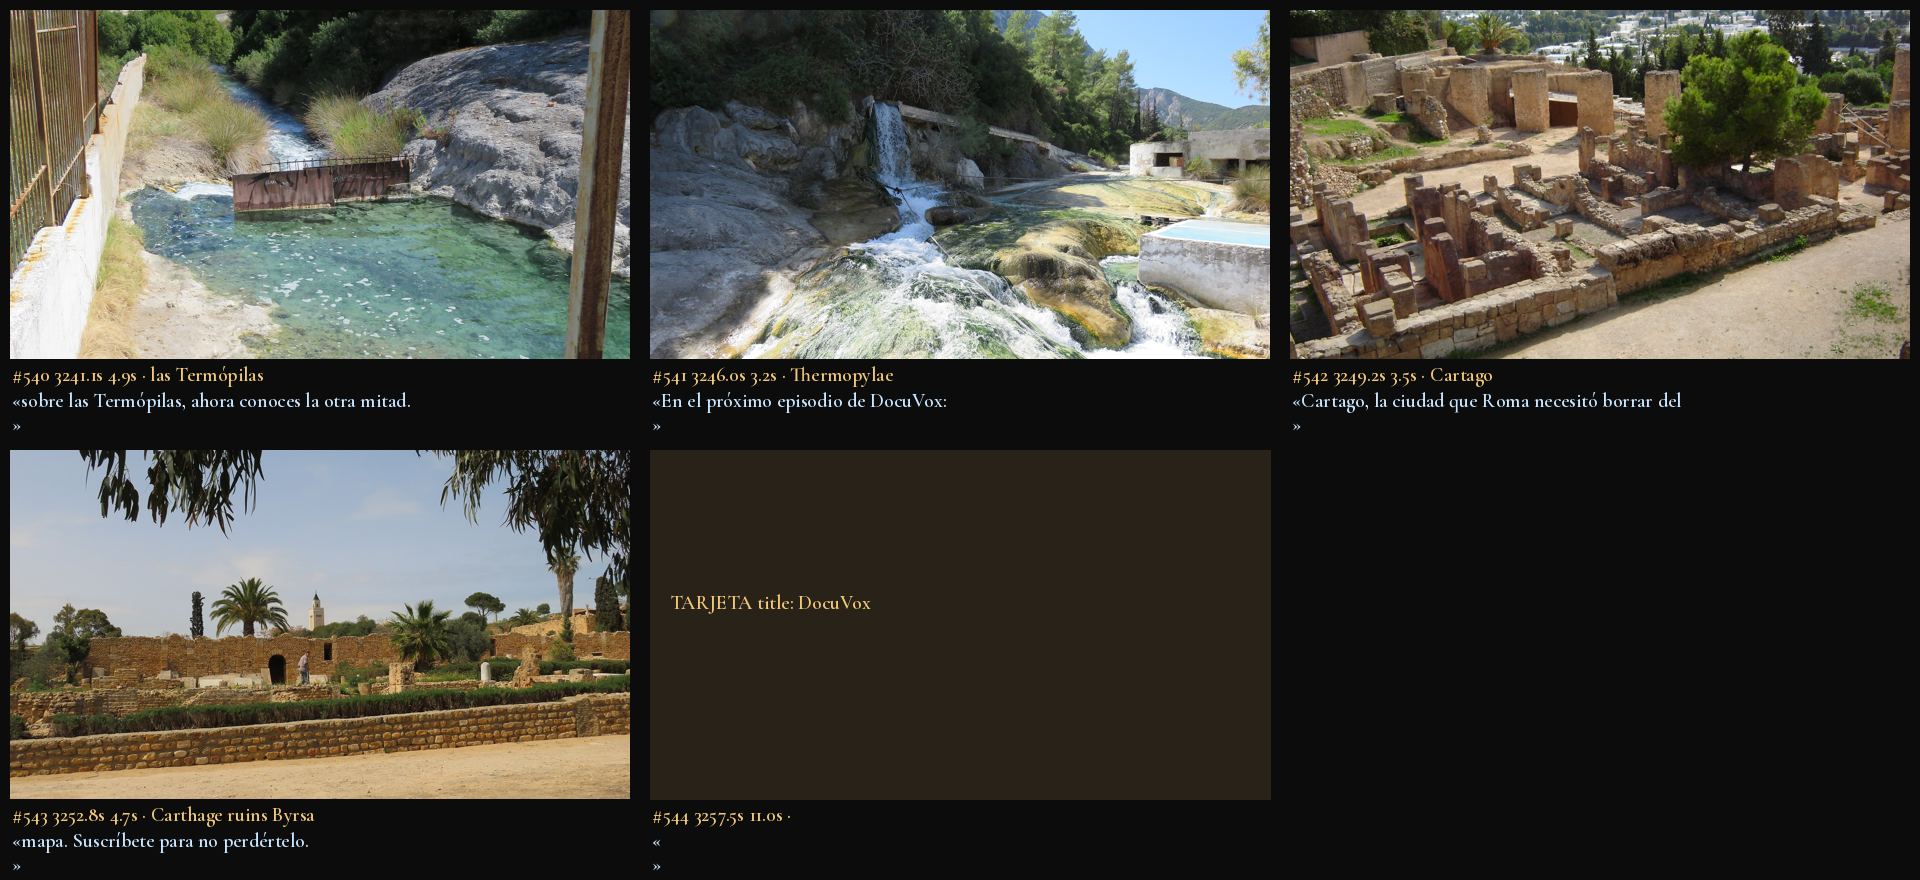 #540 3241.1s 4.9s · las Termópilas
«sobre las Termópilas, ahora conoces la otra mitad.
»
#541 3246.0s 3.2s · Thermopylae
«En el próximo episodio de DocuVox:
»
#542 3249.2s 3.5s · Cartago
«Cartago, la ciudad que Roma necesitó borrar del
»
#543 3252.8s 4.7s · Carthage ruins Byrsa
«mapa. Suscríbete para no perdértelo.
»
TARJETA title: DocuVox
#544 3257.5s 11.0s ·
«
»